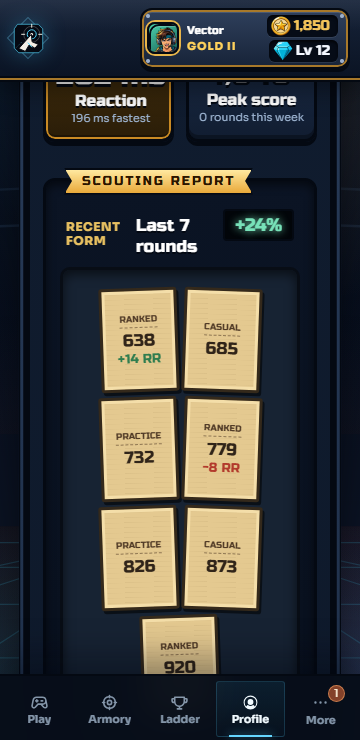 Vector
GOLD II
1,850
Lv 12
Reaction
196 ms fastest
Peak score
0 rounds this week
SCOUTING REPORT
RECENT
FORM
Last 7
rounds
+24%
RANKED
638
+14 RR
CASUAL
685
PRACTICE
732
RANKED
779
-8 RR
PRACTICE
826
CASUAL
873
RANKED
920
Play
Armory
Ladder
Profile
1
More